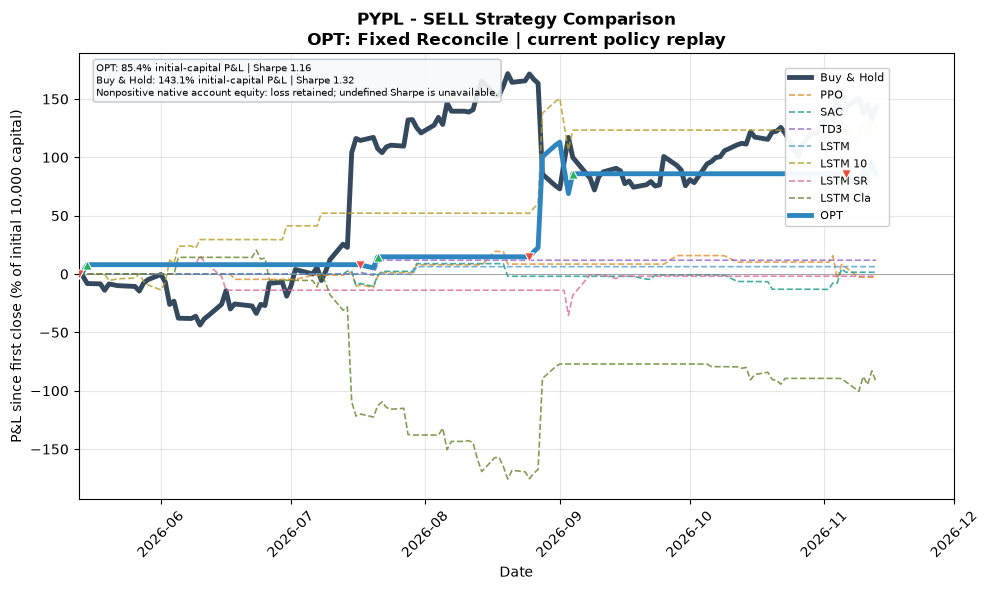 PYPL - SELL Strategy Comparison
OPT: Fixed Reconcile | current policy replay
OPT: 85.4% initial-capital P&L | Sharpe 1.16
Buy & Hold: 143.1% initial-capital P&L | Sharpe 1.32
Nonpositive native account equity: loss retained; undefined Sharpe is unavailable.
Buy & Hold
PPO
SAC
TD3
LSTM
LSTM 10
LSTM SR
LSTM Cla
OPT
P&L since first close (% of initial 10,000 capital)
150
100
50
0
−50
−100
−150
2026-06
2026-07
2026-08
2026-09
2026-10
2026-11
2026-12
Date